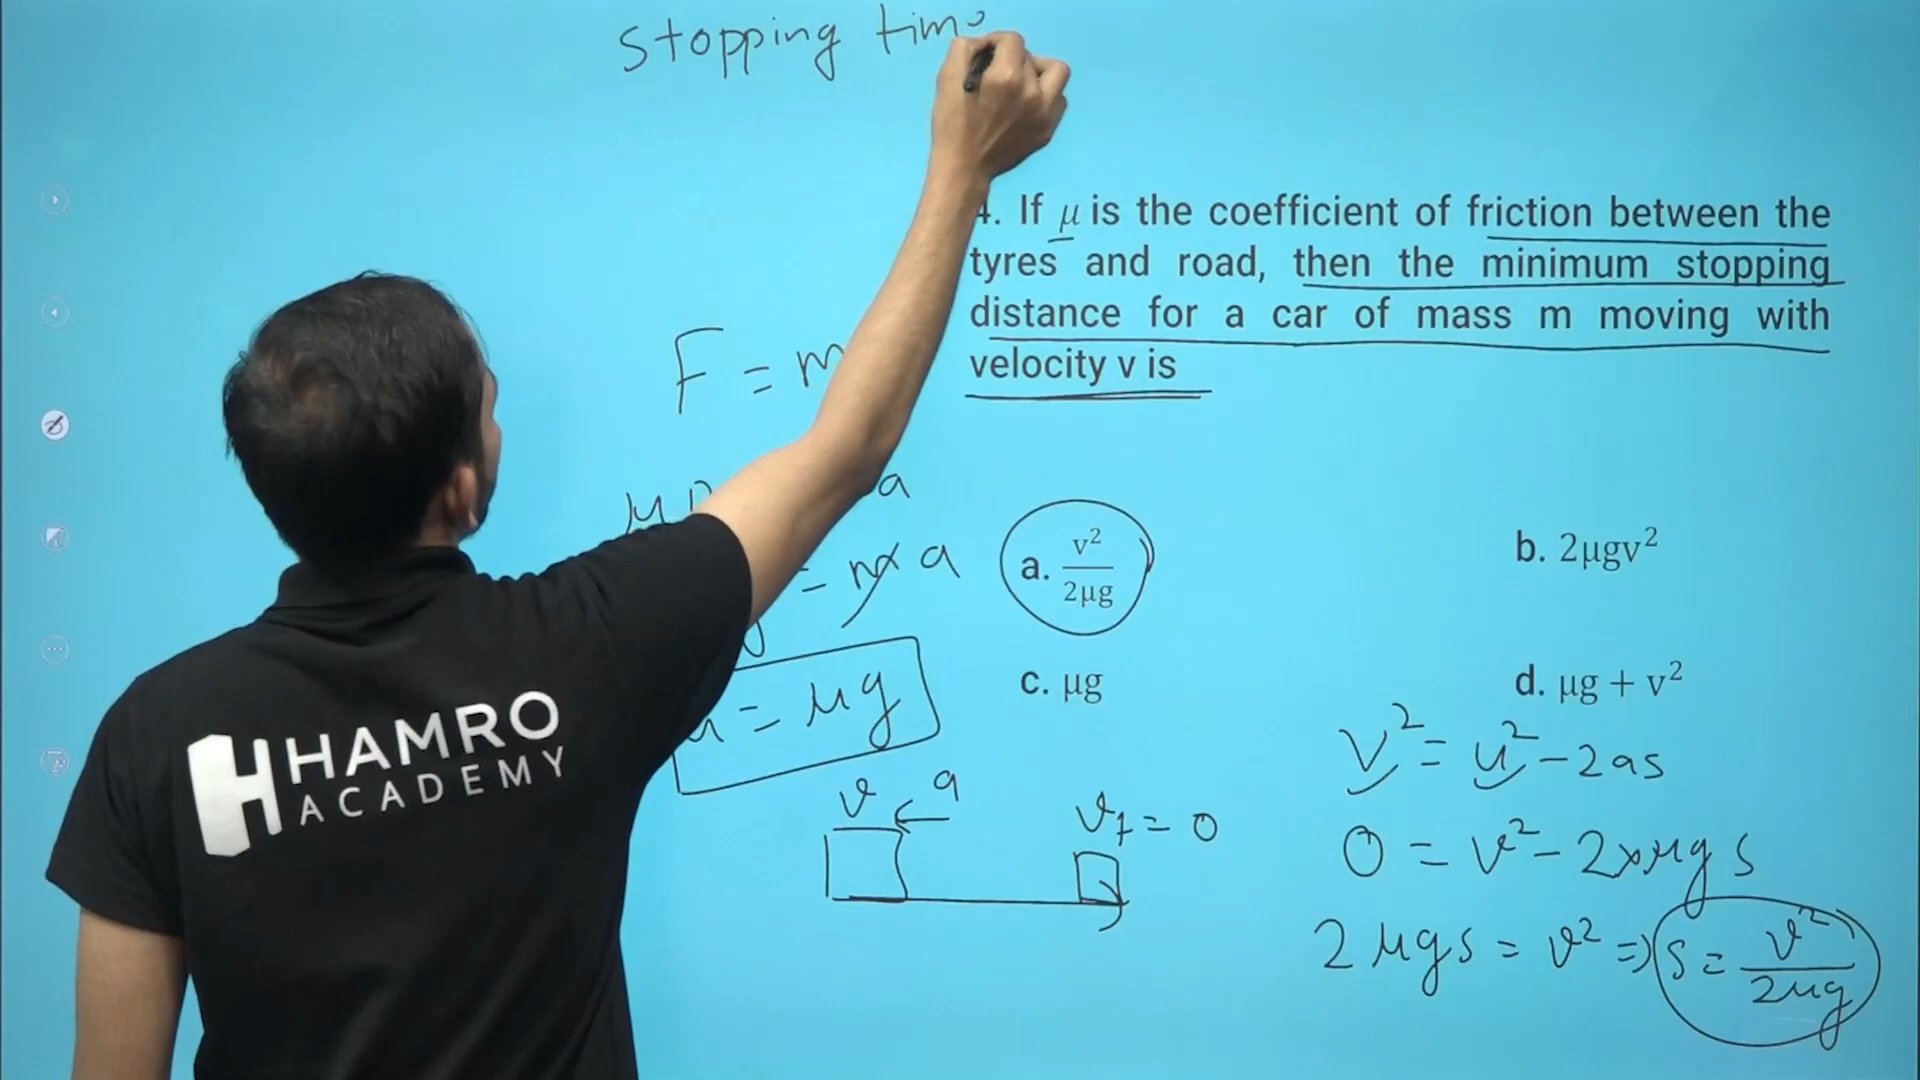 stopping time
4. If μ is the coefficient of friction between the
tyres and road, then the minimum stopping
distance for a car of mass m moving with
velocity v is
F = m
μ a
= m a
a. v²/2μg
b. 2μgv²
= μg
c. μg
d. μg + v²
v a
v_f = 0
v² = u² - 2as
0 = v² - 2×μg s
2μgs = v² ⇒ s = v²/2μg
HAMRO
ACADEMY